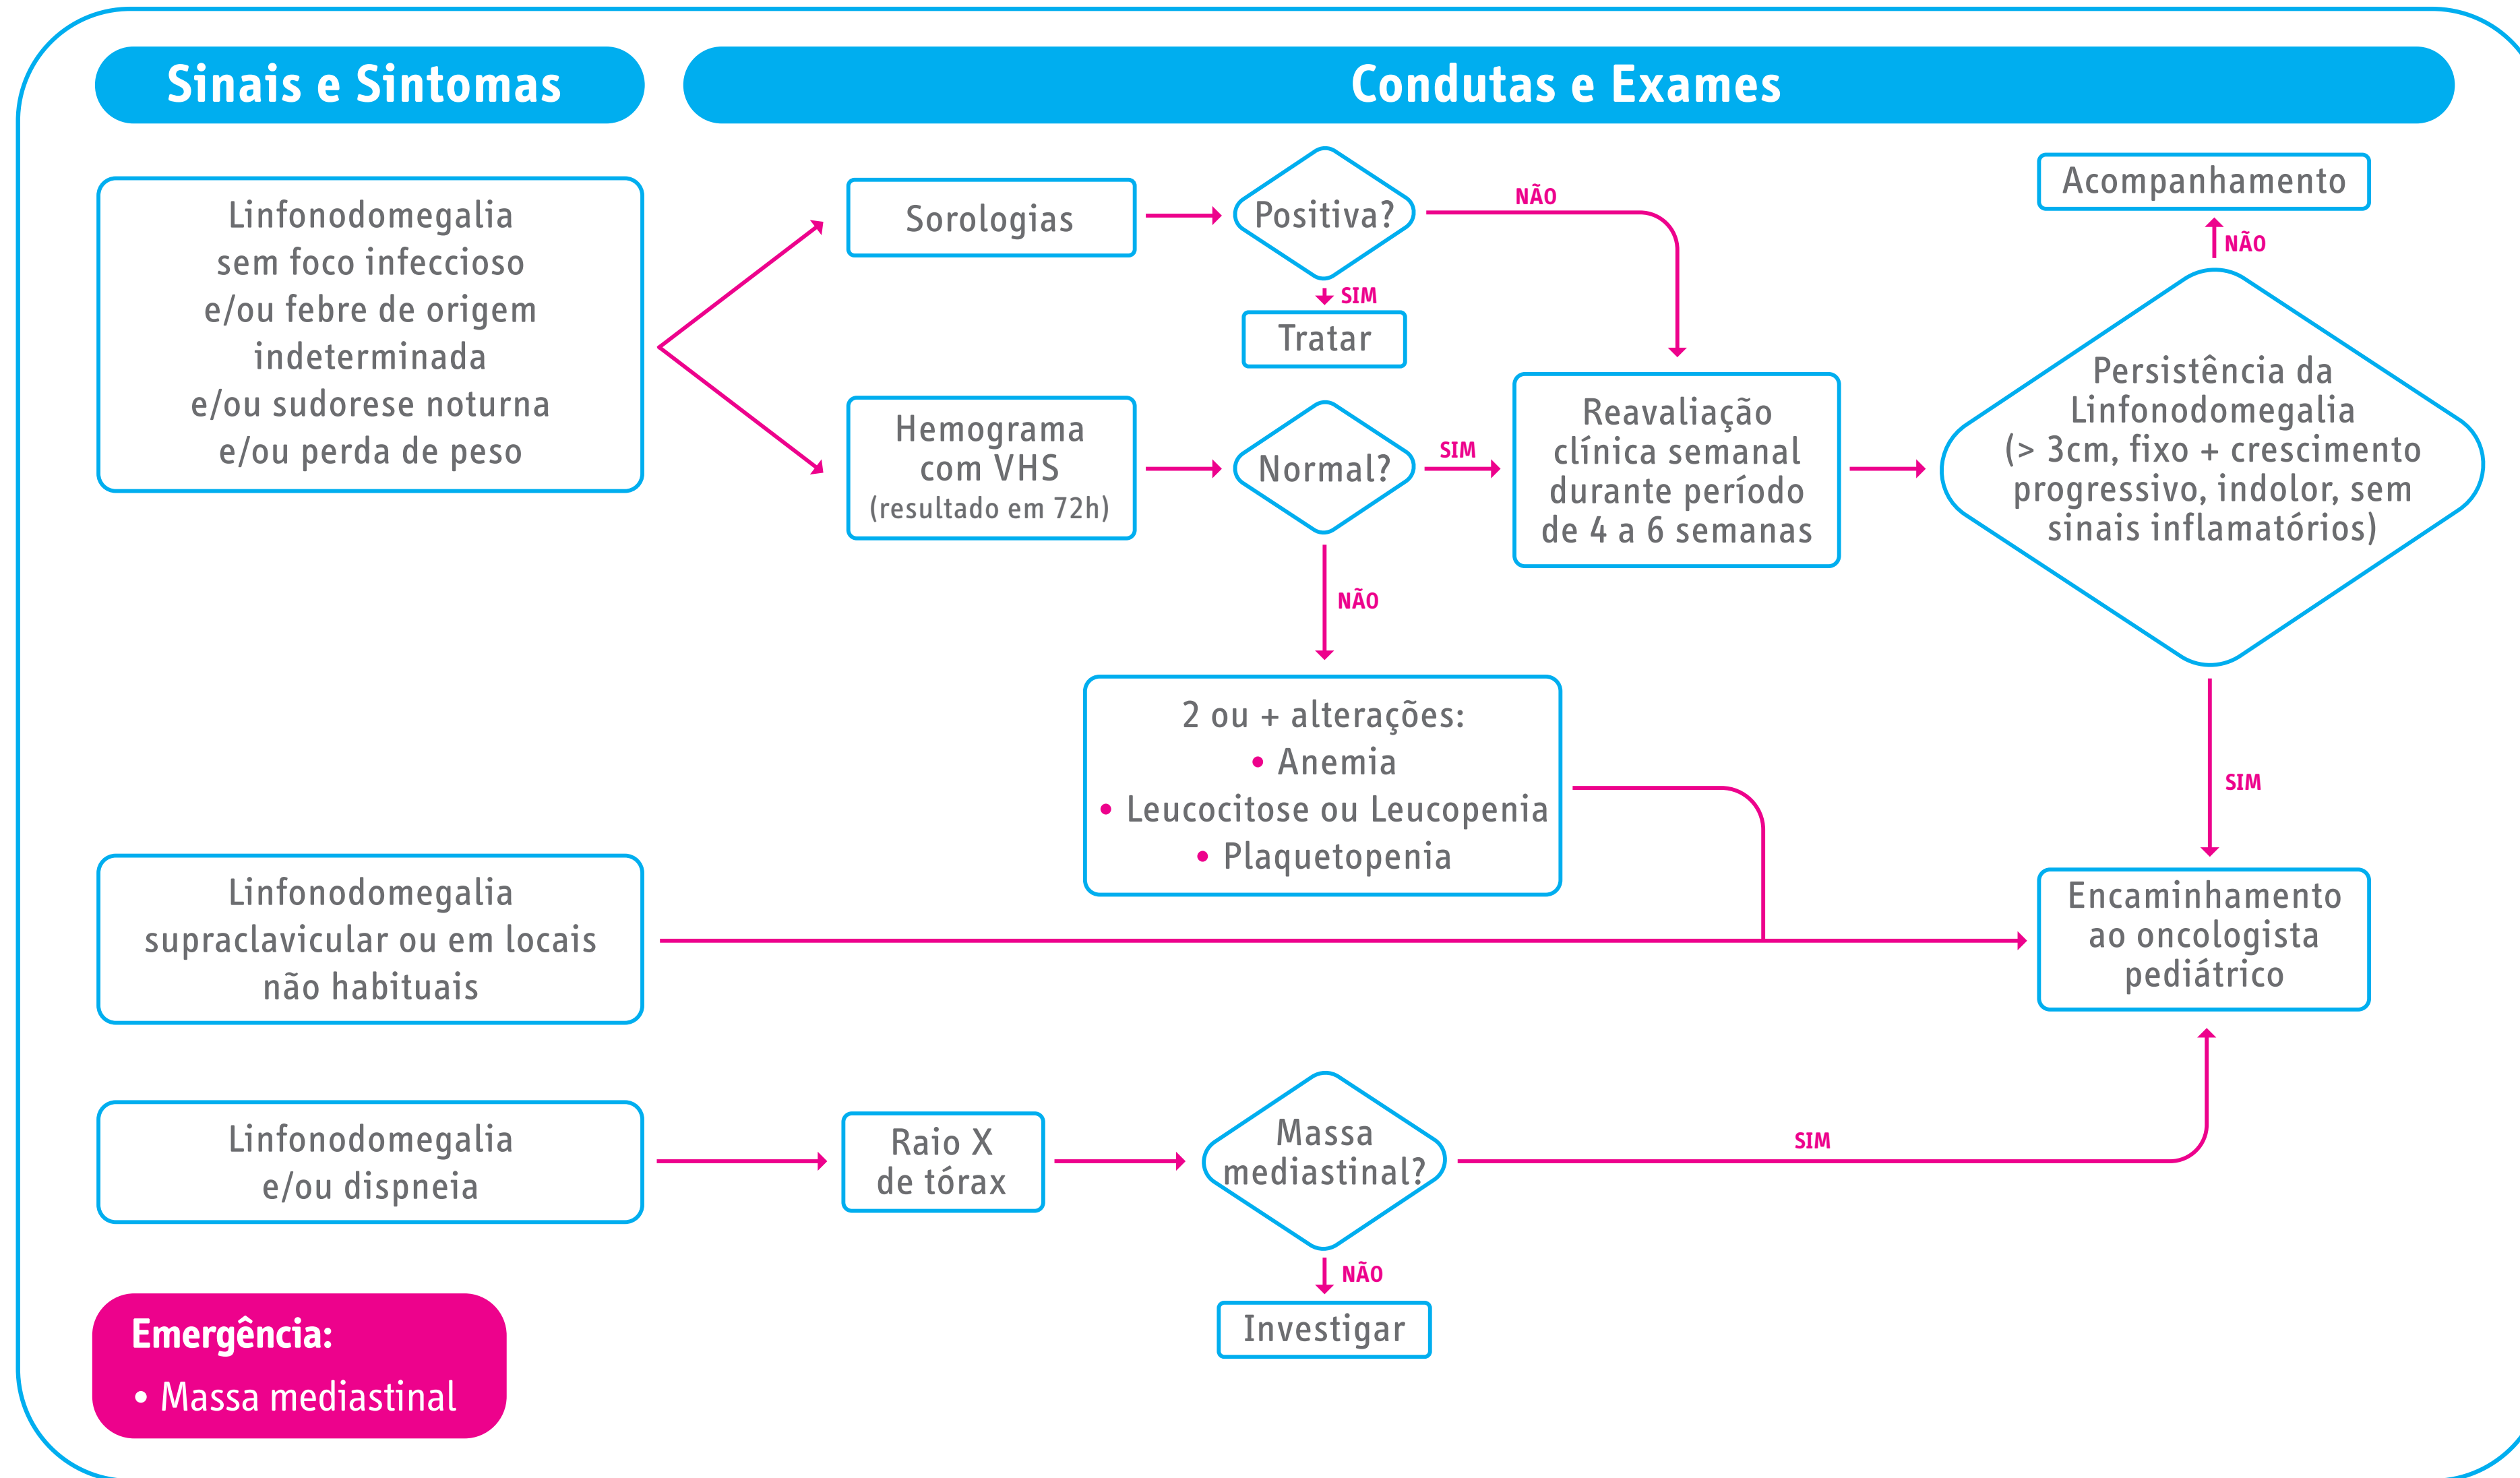 Sinais e Sintomas
Condutas e Exames
Linfonodomegalia
sem foco infeccioso
e/ou febre de origem
indeterminada
e/ou sudorese noturna
e/ou perda de peso
Sorologias
Positiva?
NÃO
SIM
Tratar
Hemograma
com VHS
(resultado em 72h)
Normal?
SIM
NÃO
Reavaliação
clínica semanal
durante período
de 4 a 6 semanas
Acompanhamento
NÃO
Persistência da
Linfonodomegalia
(> 3cm, fixo + crescimento
progressivo, indolor, sem
sinais inflamatórios)
SIM
2 ou + alterações:
• Anemia
• Leucocitose ou Leucopenia
• Plaquetopenia
Linfonodomegalia
supraclavicular ou em locais
não habituais
Encaminhamento
ao oncologista
pediátrico
Linfonodomegalia
e/ou dispneia
Raio X
de tórax
Massa
mediastinal?
SIM
NÃO
Investigar
Emergência:
• Massa mediastinal